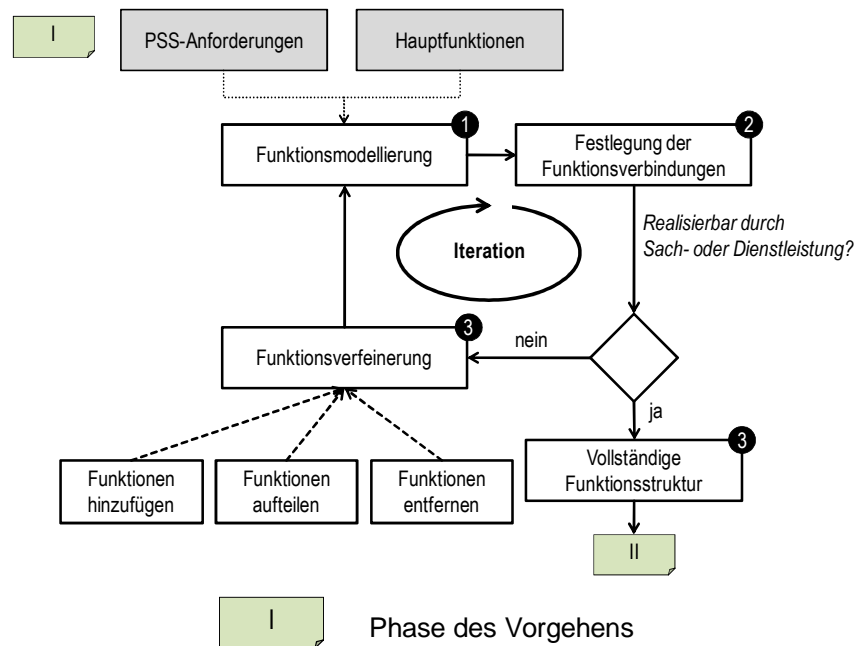 I
PSS-Anforderungen
Hauptfunktionen
1
Funktionsmodellierung
2
Festlegung der
Funktionsverbindungen
Realisierbar durch
Sach- oder Dienstleistung?
Iteration
3
Funktionsverfeinerung
nein
ja
Funktionen
hinzufügen
Funktionen
aufteilen
Funktionen
entfernen
3
Vollständige
Funktionsstruktur
II
I
Phase des Vorgehens